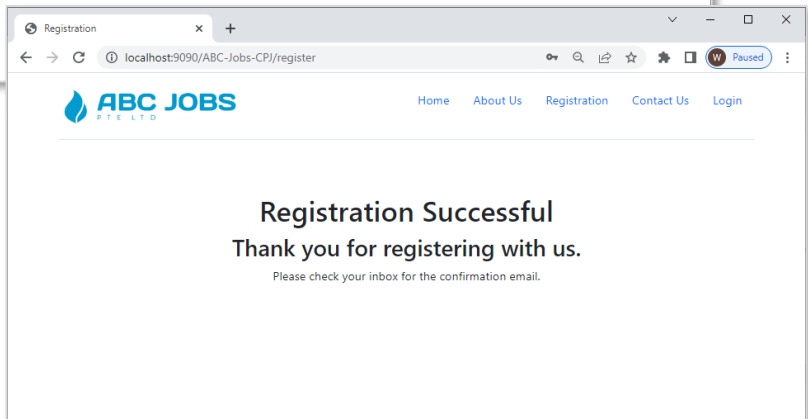 Registration
localhost:9090/ABC-Jobs-CPJ/register
W Paused
ABC JOBS
PTE LTD
Home About Us Registration Contact Us Login
Registration Successful
Thank you for registering with us.
Please check your inbox for the confirmation email.